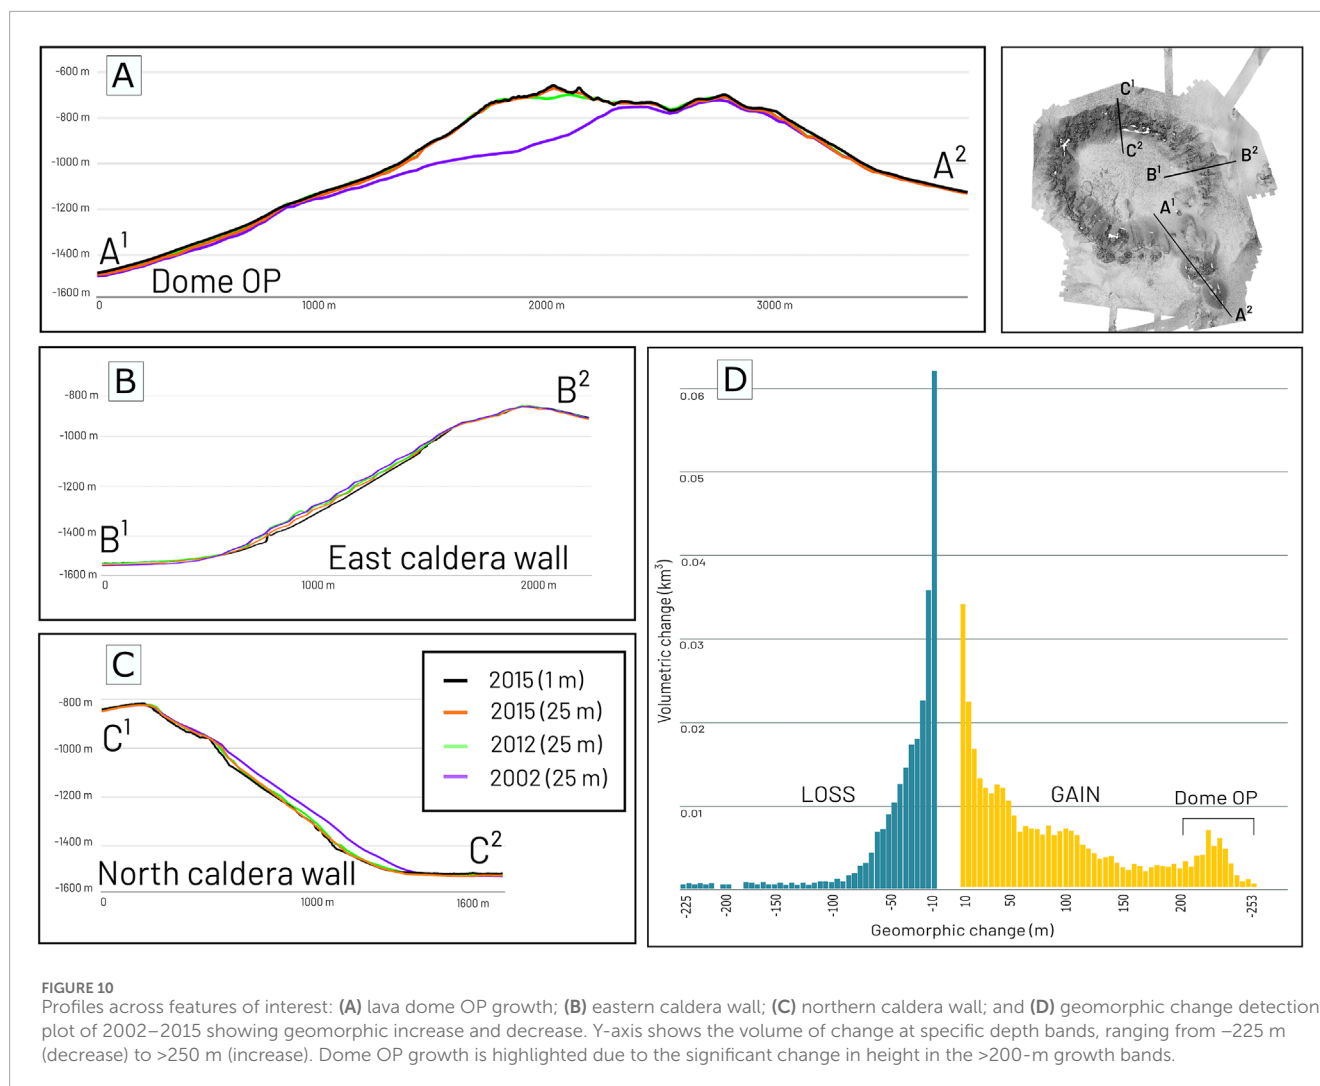 A
-600 m
-800 m
-1000 m
-1200 m
-1400 m
-1600 m
A1
A2
Dome OP
0
1000 m
2000 m
3000 m
C1
C2
B1
B2
A1
A2
B
-800 m
-1000 m
-1200 m
-1400 m
-1600 m
B1
B2
East caldera wall
0
1000 m
2000 m
C
-800 m
-1000 m
-1200 m
-1400 m
-1600 m
C1
C2
North caldera wall
0
1000 m
1600 m
2015 (1 m)
2015 (25 m)
2012 (25 m)
2002 (25 m)
D
0.06
0.05
0.04
0.03
0.02
0.01
Volumetric change (km3)
LOSS
GAIN
Dome OP
-225
-200
-150
-100
-50
-10
10
50
100
150
200
-253
Geomorphic change (m)
FIGURE 10
Profiles across features of interest: (A) lava dome OP growth; (B) eastern caldera wall; (C) northern caldera wall; and (D) geomorphic change detection
plot of 2002–2015 showing geomorphic increase and decrease. Y-axis shows the volume of change at specific depth bands, ranging from –225 m
(decrease) to >250 m (increase). Dome OP growth is highlighted due to the significant change in height in the >200-m growth bands.